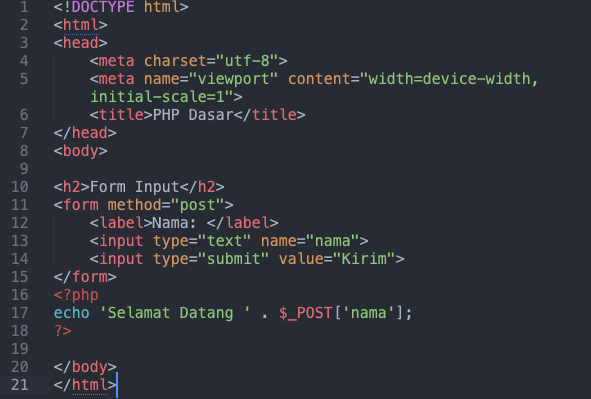 1 <!DOCTYPE html>
2 <html>
3 <head>
4     <meta charset="utf-8">
5     <meta name="viewport" content="width=device-width,
    initial-scale=1">
6     <title>PHP Dasar</title>
7 </head>
8 <body>
9
10 <h2>Form Input</h2>
11 <form method="post">
12     <label>Nama: </label>
13     <input type="text" name="nama">
14     <input type="submit" value="Kirim">
15 </form>
16 <?php
17 echo 'Selamat Datang ' . $_POST['nama'];
18 ?>
19
20 </body>
21 </html>